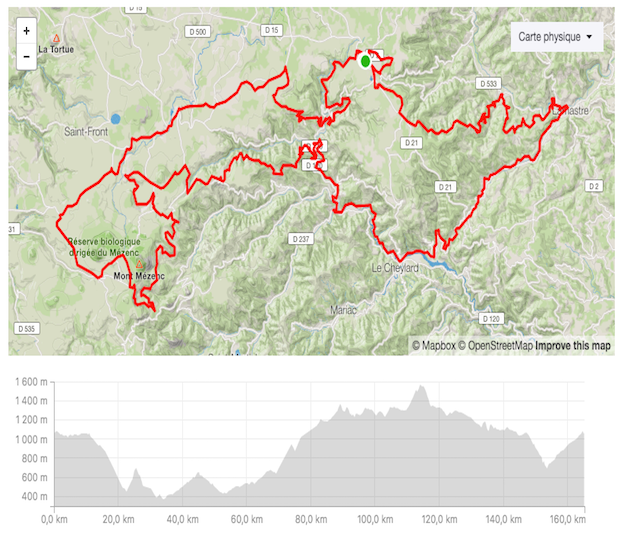 D 15
+
−
La Tortue
D 500
D 15
Carte physique
D 533
Saint-Front
D 21
D 21
D 2
31
Réserve biologique
dirigée du Mézenc
D 237
Mont Mézenc
Le Cheylard
Mariac
D 535
D 120
© Mapbox © OpenStreetMap Improve this map
1 600 m
1 400 m
1 200 m
1 000 m
800 m
600 m
400 m
0,0 km
20,0 km
40,0 km
60,0 km
80,0 km
100,0 km
120,0 km
140,0 km
160,0 km